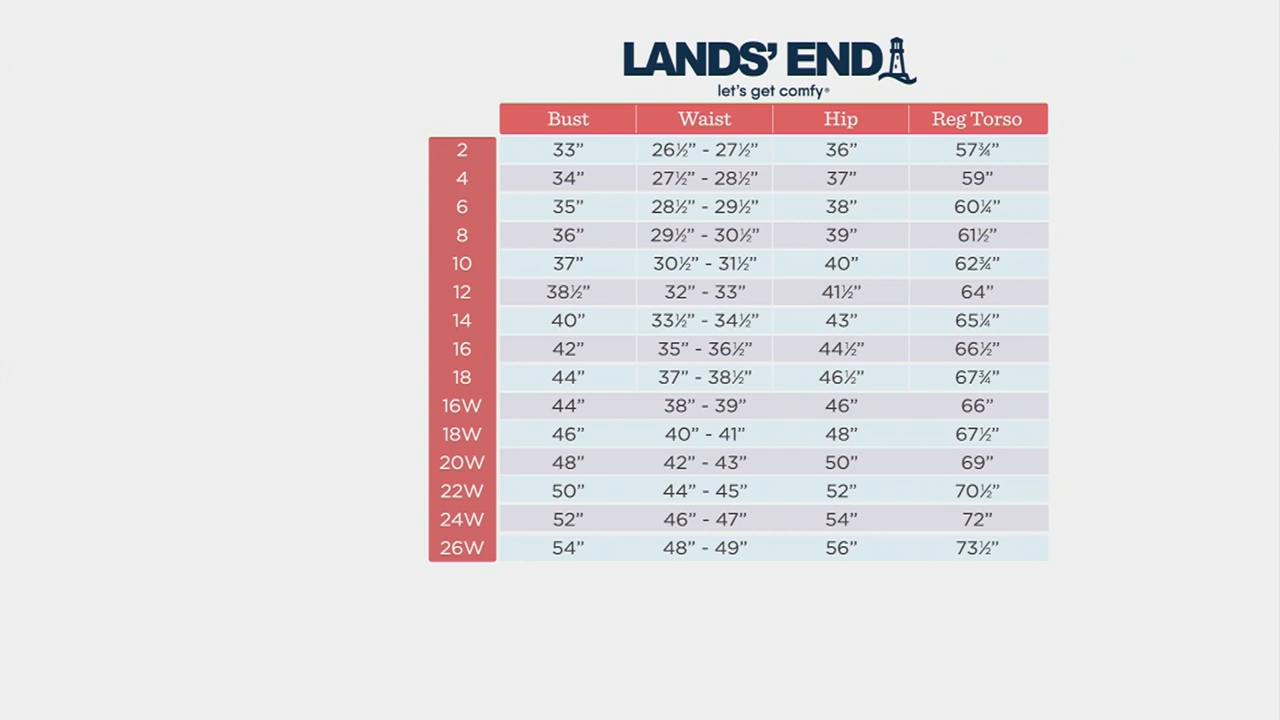 LANDS' END
let's get comfy®
Bust Waist Hip Reg Torso
2 33” 26½” - 27½” 36” 57¾”
4 34” 27½” - 28½” 37” 59”
6 35” 28½” - 29½” 38” 60¼”
8 36” 29½” - 30½” 39” 61½”
10 37” 30½” - 31½” 40” 62¾”
12 38½” 32” - 33” 41½” 64”
14 40” 33½” - 34½” 43” 65¼”
16 42” 35” - 36½” 44½” 66½”
18 44” 37” - 38½” 46½” 67¾”
16W 44” 38” - 39” 46” 66”
18W 46” 40” - 41” 48” 67½”
20W 48” 42” - 43” 50” 69”
22W 50” 44” - 45” 52” 70½”
24W 52” 46” - 47” 54” 72”
26W 54” 48” - 49” 56” 73½”